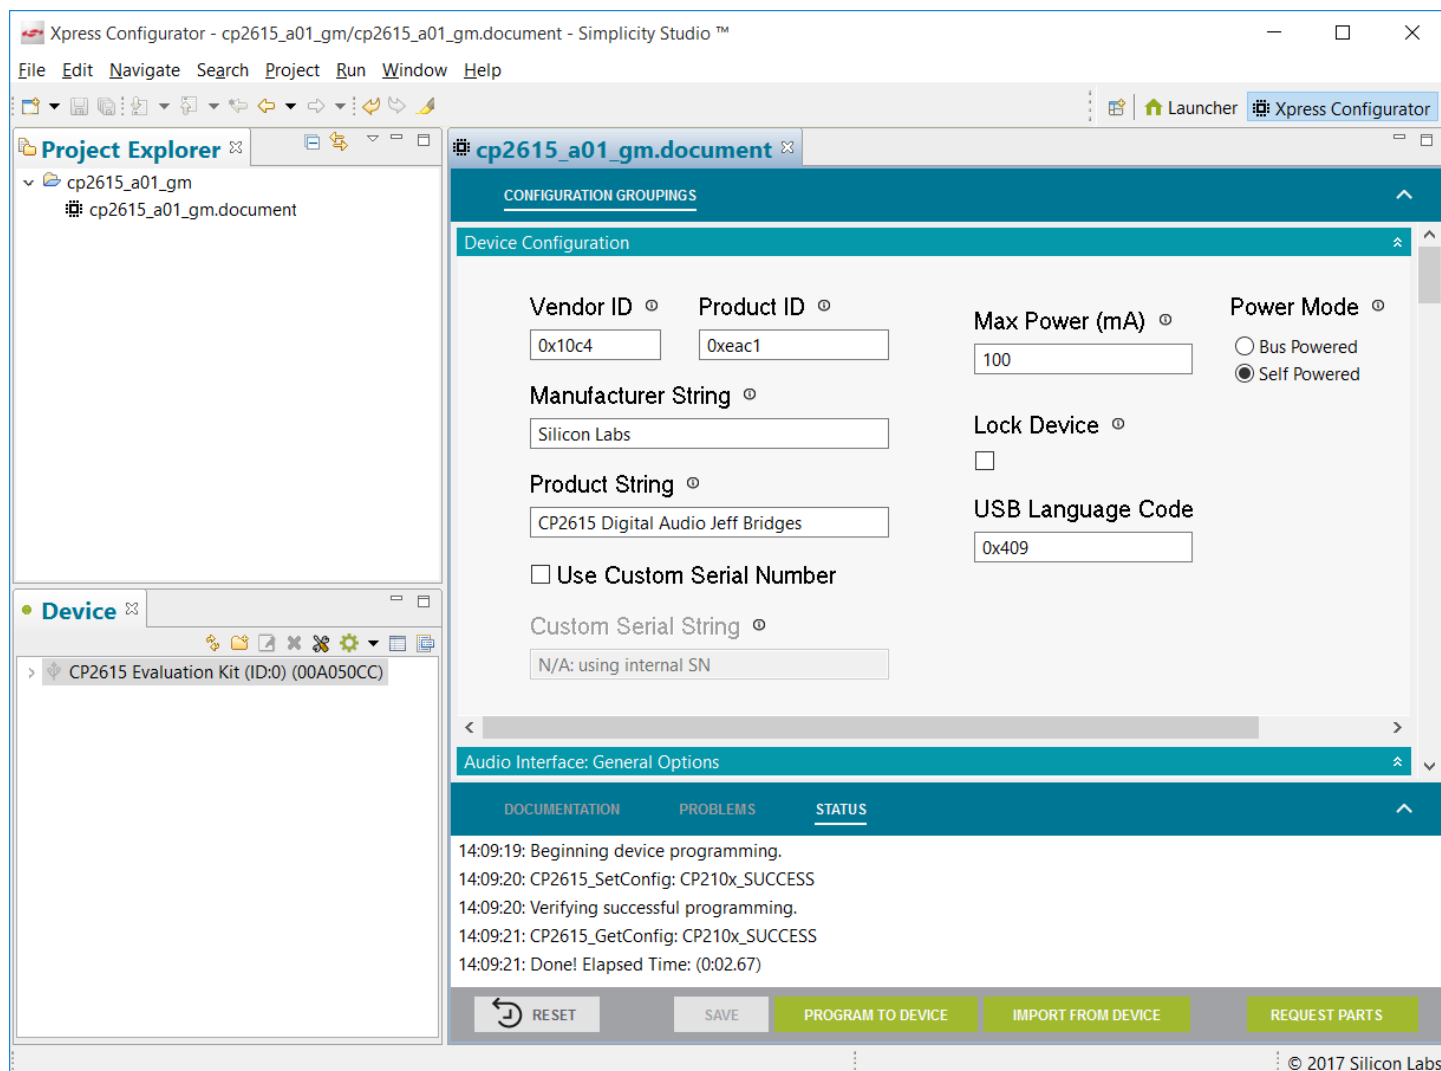 Xpress Configurator - cp2615_a01_gm/cp2615_a01_gm.document - Simplicity Studio ™
File Edit Navigate Search Project Run Window Help
Launcher Xpress Configurator
Project Explorer
cp2615_a01_gm
cp2615_a01_gm.document
cp2615_a01_gm.document
CONFIGURATION GROUPINGS
Device Configuration
Vendor ID Product ID
0x10c4 0xeac1
Manufacturer String
Silicon Labs
Product String
CP2615 Digital Audio Jeff Bridges
Use Custom Serial Number
Custom Serial String
N/A: using internal SN
Max Power (mA)
100
Lock Device
USB Language Code
0x409
Power Mode
Bus Powered
Self Powered
Audio Interface: General Options
Device
CP2615 Evaluation Kit (ID:0) (00A050CC)
DOCUMENTATION PROBLEMS STATUS
14:09:19: Beginning device programming.
14:09:20: CP2615_SetConfig: CP210x_SUCCESS
14:09:20: Verifying successful programming.
14:09:21: CP2615_GetConfig: CP210x_SUCCESS
14:09:21: Done! Elapsed Time: (0:02.67)
RESET SAVE PROGRAM TO DEVICE IMPORT FROM DEVICE REQUEST PARTS
© 2017 Silicon Labs